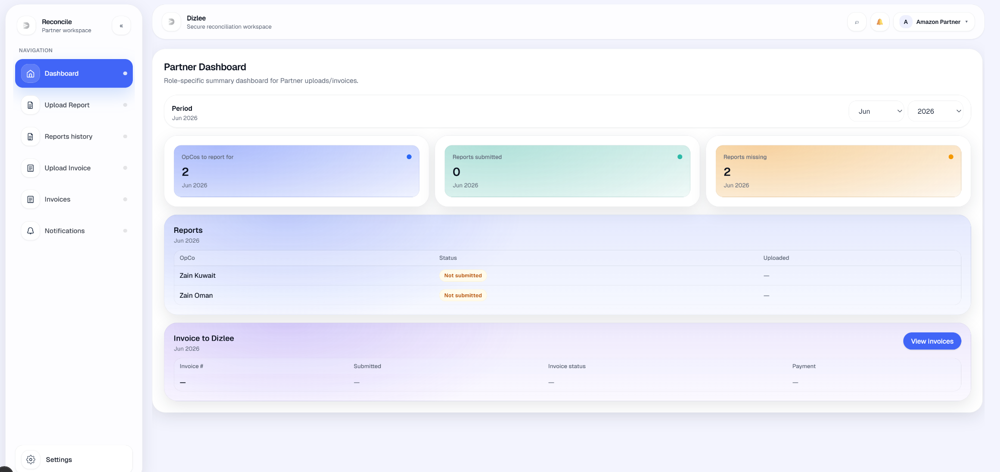 Reconcile
Partner workspace
«
NAVIGATION
Dashboard
Upload Report
Reports history
Upload Invoice
Invoices
Notifications
Settings
Dizlee
Secure reconciliation workspace
A Amazon Partner
Partner Dashboard
Role-specific summary dashboard for Partner uploads/invoices.
Period
Jun 2026
Jun 2026
OpCos to report for
2
Jun 2026
Reports submitted
0
Jun 2026
Reports missing
2
Jun 2026
Reports
Jun 2026
OpCo Status Uploaded
Zain Kuwait Not submitted —
Zain Oman Not submitted —
Invoice to Dizlee
Jun 2026
View invoices
Invoice # Submitted Invoice status Payment
— — — —